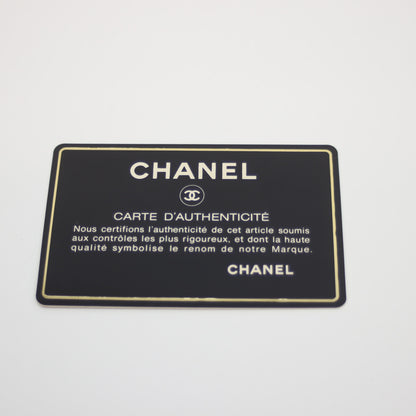 CHANEL
CARTE D'AUTHENTICITÉ
Nous certifions l'authenticité de cet article soumis
aux contrôles les plus rigoureux, et dont la haute
qualité symbolise le renom de notre Marque.
CHANEL